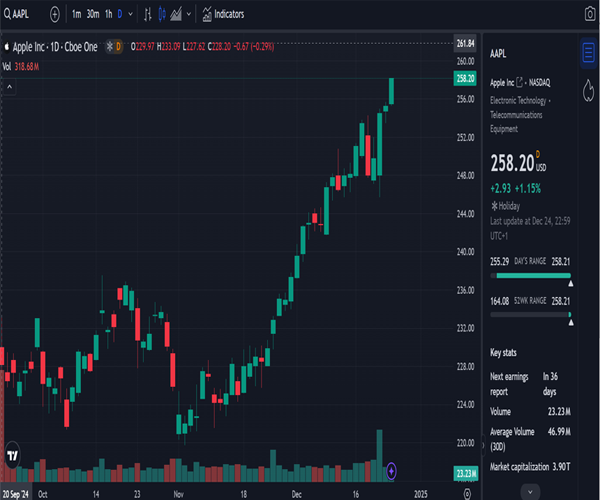 AAPL 1m 30m 1h D Indicators
Apple Inc · 1D · Cboe One D O229.97 H233.09 L227.62 C228.20 −0.67 (−0.29%)
Vol 318.68M
261.84
260.00
258.20
256.00
252.00
248.00
244.00
240.00
236.00
232.00
228.00
224.00
220.00
23.23M
20 Sep '24 Oct 14 23 Nov 18 Dec 16 2025
AAPL
Apple Inc · NASDAQ
Electronic Technology ·
Telecommunications
Equipment
258.20 D USD
+2.93 +1.15%
Holiday
Last update at Dec 24, 22:59
UTC+1
255.29 DAY'S RANGE 258.21
164.08 52WK RANGE 258.21
Key stats
Next earnings In 36
report days
Volume 23.23M
Average Volume 46.99M
(30D)
Market capitalization 3.90T